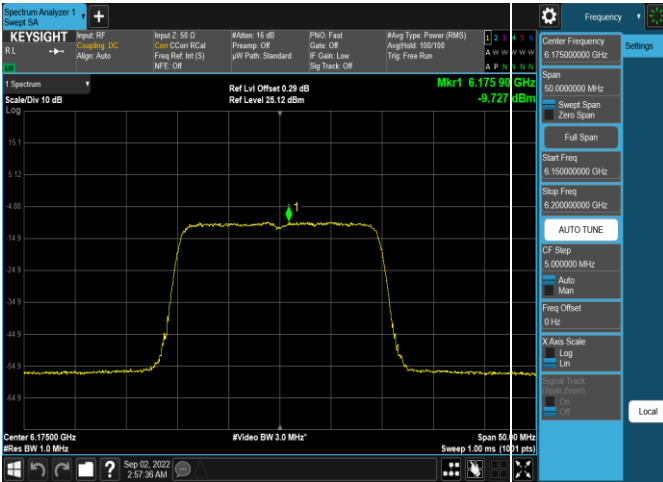 Spectrum Analyzer 1
Swept SA
Frequency
KEYSIGHT
RL
Input: RF
Coupling: DC
Align: Auto
Input Z: 50 Ω
Corr CCorr RCal
Freq Ref: Int (S)
NFE: Off
#Atten: 16 dB
Preamp: Off
µW Path: Standard
PNO: Fast
Gate: Off
IF Gain: Low
Sig Track: Off
#Avg Type: Power (RMS)
Avg|Hold: 100/100
Trig: Free Run
1 2 3 4 5 6
A W W W W W
A P N N N N
1 Spectrum
Scale/Div 10 dB
Log
Ref Lvl Offset 0.29 dB
Ref Level 25.12 dBm
Mkr1 6.175 90 GHz
-9.727 dBm
15.1
5.12
-4.88
-14.9
-24.9
-34.9
-44.9
-54.9
-64.9
1
Center 6.17500 GHz
#Res BW 1.0 MHz
#Video BW 3.0 MHz*
Span 50.00 MHz
Sweep 1.00 ms (1001 pts)
Sep 02, 2022
2:57:36 AM
Center Frequency
6.175000000 GHz
Settings
Span
50.0000000 MHz
Swept Span
Zero Span
Full Span
Start Freq
6.150000000 GHz
Stop Freq
6.200000000 GHz
AUTO TUNE
CF Step
5.000000 MHz
Auto
Man
Freq Offset
0 Hz
X Axis Scale
Log
Lin
Signal Track
(Span Zoom)
On
Off
Local